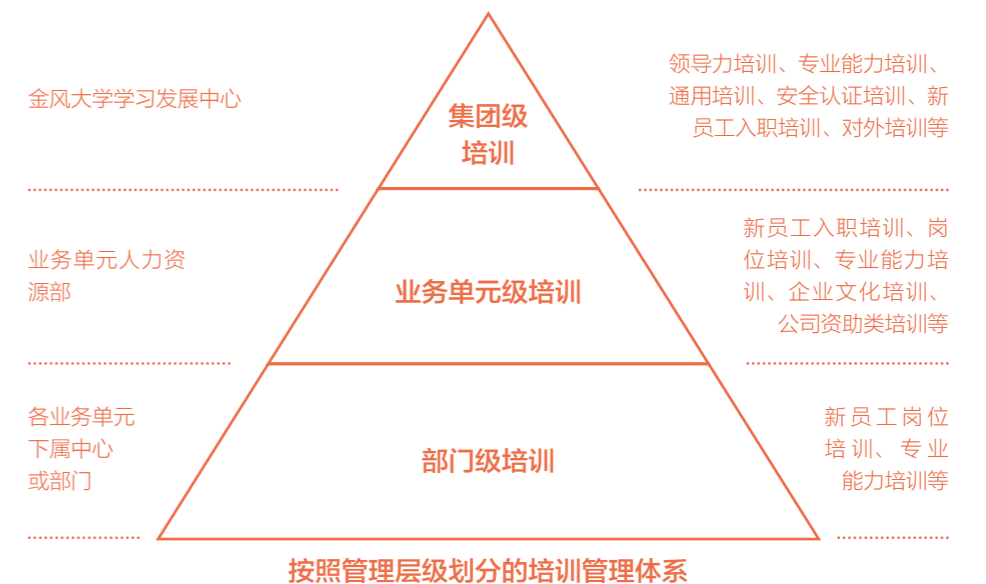 金风大学学习发展中心
集团级
培训
领导力培训、专业能力培训、
通用培训、安全认证培训、新
员工入职培训、对外培训等
业务单元人力资
源部
业务单元级培训
新员工入职培训、岗
位培训、专业能力培
训、企业文化培训、
公司资助类培训等
各业务单元
下属中心
或部门
部门级培训
新员工岗位
培训、专业
能力培训等
按照管理层级划分的培训管理体系